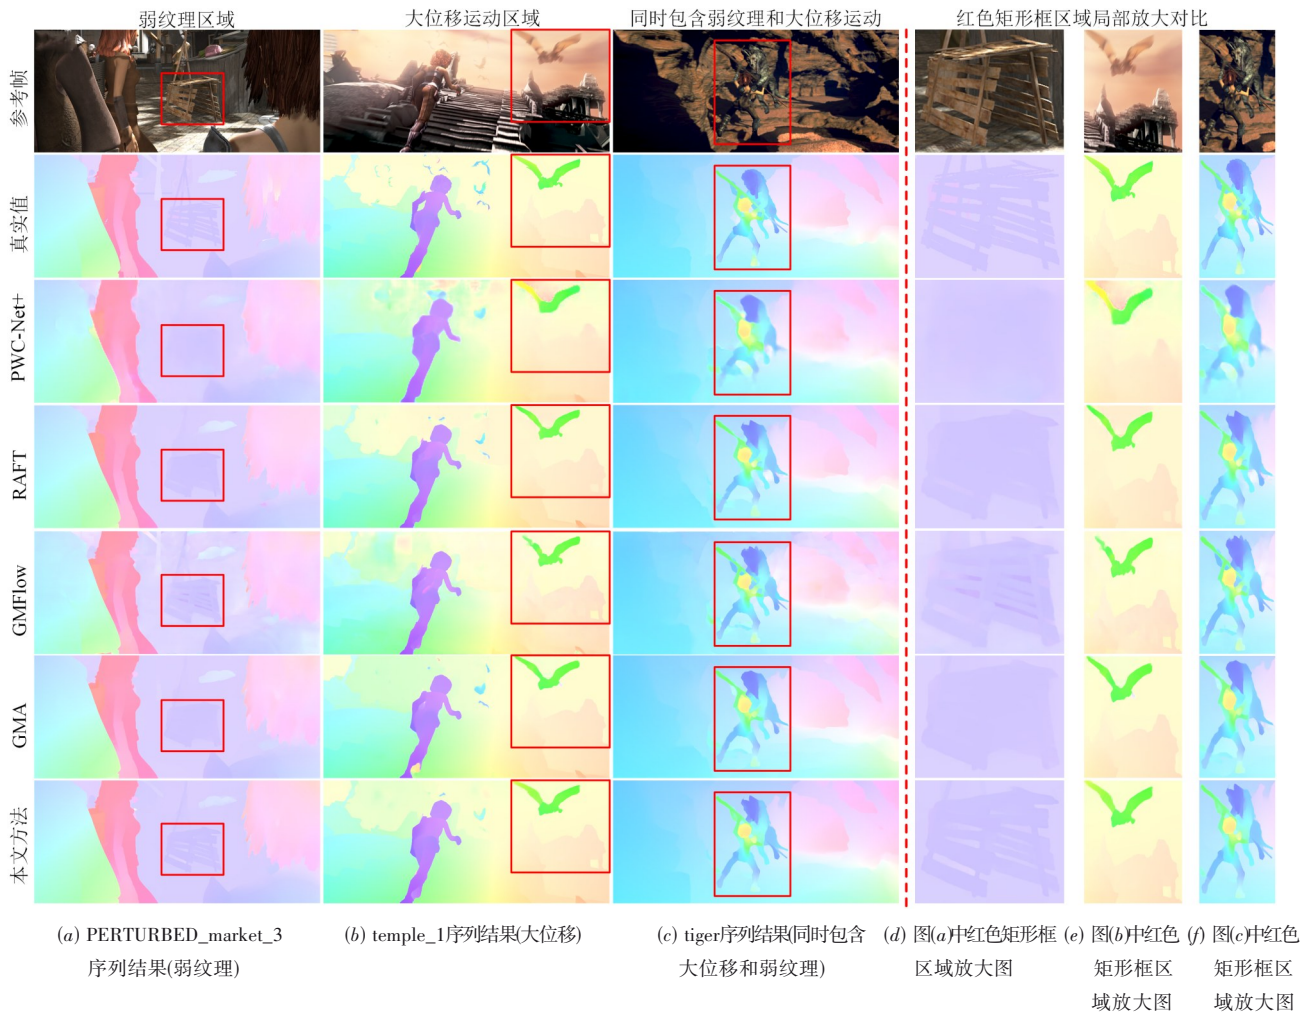 弱纹理区域
大位移运动区域
同时包含弱纹理和大位移运动
红色矩形框区域局部放大对比
参考帧
真实值
PWC-Net+
RAFT
GMFlow
GMA
本文方法
(a) PERTURBED_market_3
序列结果(弱纹理)
(b) temple_1序列结果(大位移)
(c) tiger序列结果(同时包含
大位移和弱纹理)
(d) 图(a)中红色矩形框
区域放大图
(e) 图(b)中红色
矩形框区
域放大图
(f) 图(c)中红色
矩形框区
域放大图